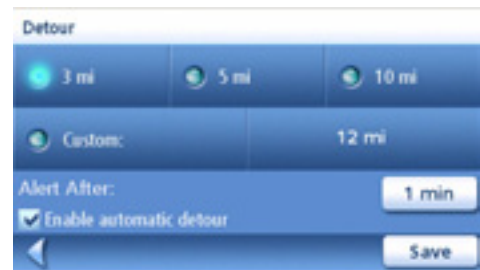 Detour
3 mi 5 mi 10 mi
Custom: 12 mi
Alert After: 1 min
Enable automatic detour
Save